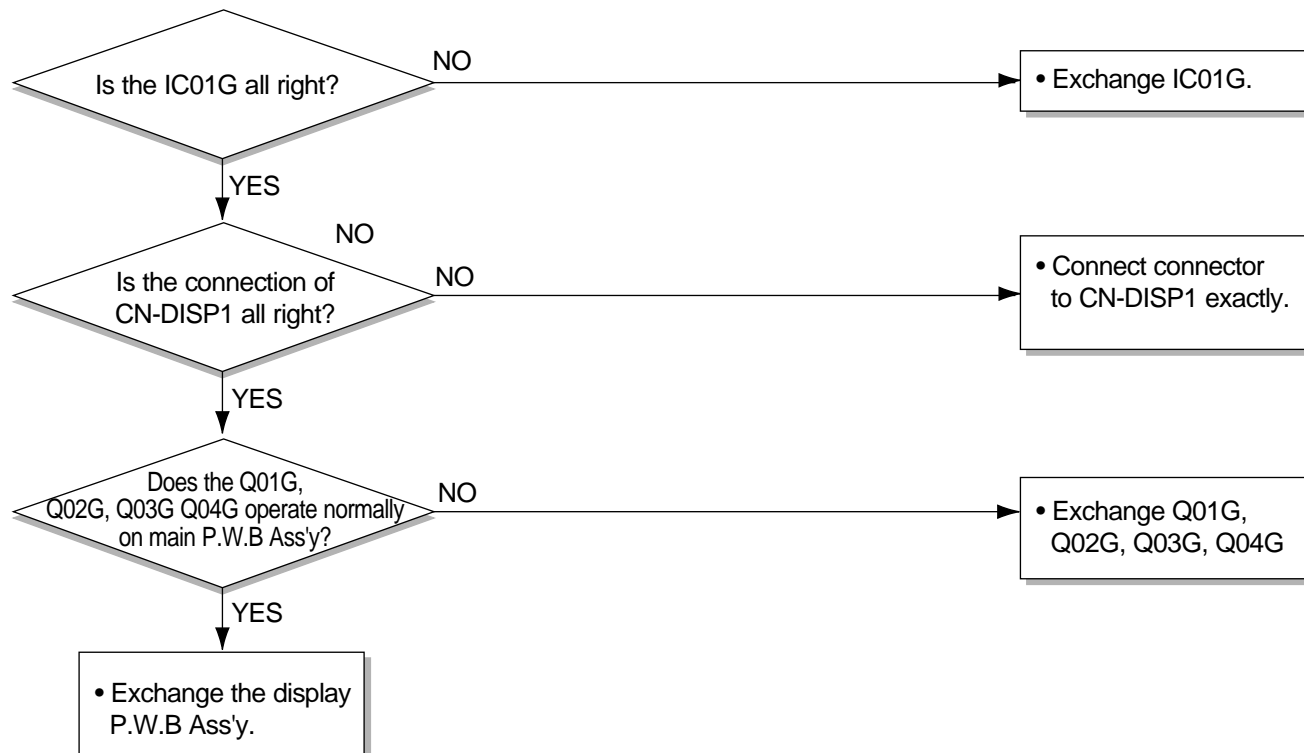 Is the IC01G all right?
NO
• Exchange IC01G.
YES
NO
Is the connection of
CN-DISP1 all right?
NO
• Connect connector
to CN-DISP1 exactly.
YES
Does the Q01G,
Q02G, Q03G Q04G operate normally
on main P.W.B Ass'y?
NO
• Exchange Q01G,
Q02G, Q03G, Q04G
YES
• Exchange the display
P.W.B Ass'y.